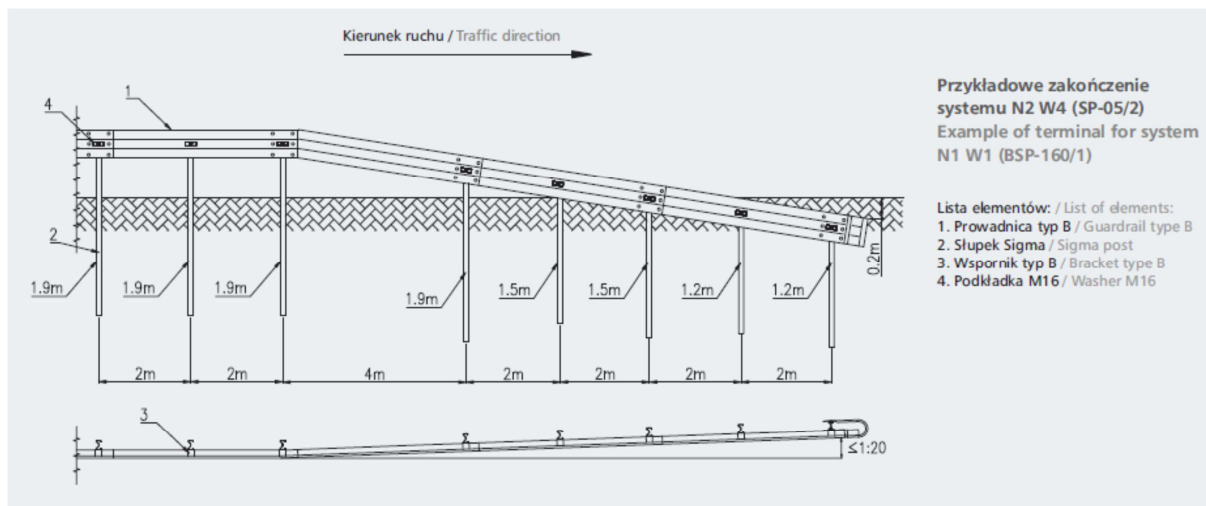 Kierunek ruchu / Traffic direction
Przykładowe zakończenie
systemu N2 W4 (SP-05/2)
Example of terminal for system
N1 W1 (BSP-160/1)
Lista elementów: / List of elements:
1. Prowadnica typ B / Guardrail type B
2. Słupek Sigma / Sigma post
3. Wspornik typ B / Bracket type B
4. Podkładka M16 / Washer M16
4
1
2
1.9m
1.9m
1.9m
1.9m
1.5m
1.5m
1.2m
1.2m
0.2m
2m
2m
4m
2m
2m
2m
2m
3
≤1:20